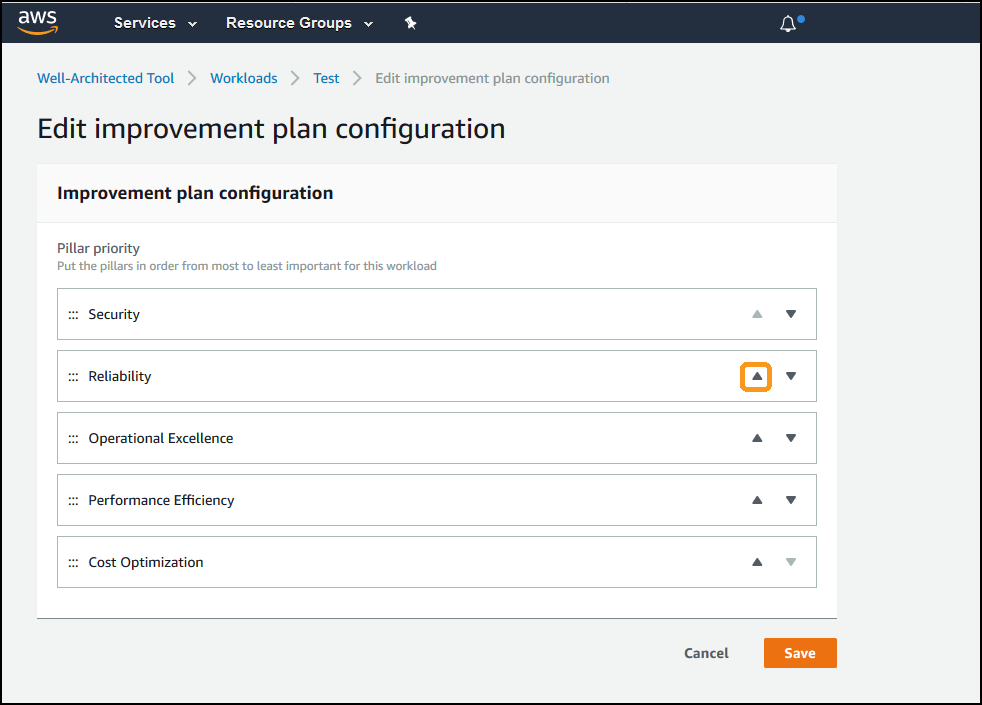 aws Services Resource Groups
Well-Architected Tool Workloads Test Edit improvement plan configuration
Edit improvement plan configuration
Improvement plan configuration
Pillar priority
Put the pillars in order from most to least important for this workload
Security
Reliability
Operational Excellence
Performance Efficiency
Cost Optimization
Cancel Save